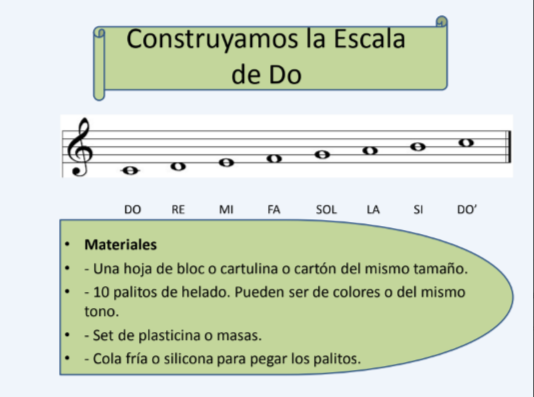 Construyamos la Escala
de Do
DO RE MI FA SOL LA SI DO’
• Materiales
• - Una hoja de bloc o cartulina o cartón del mismo tamaño.
• - 10 palitos de helado. Pueden ser de colores o del mismo
tono.
• - Set de plasticina o masas.
• - Cola fría o silicona para pegar los palitos.